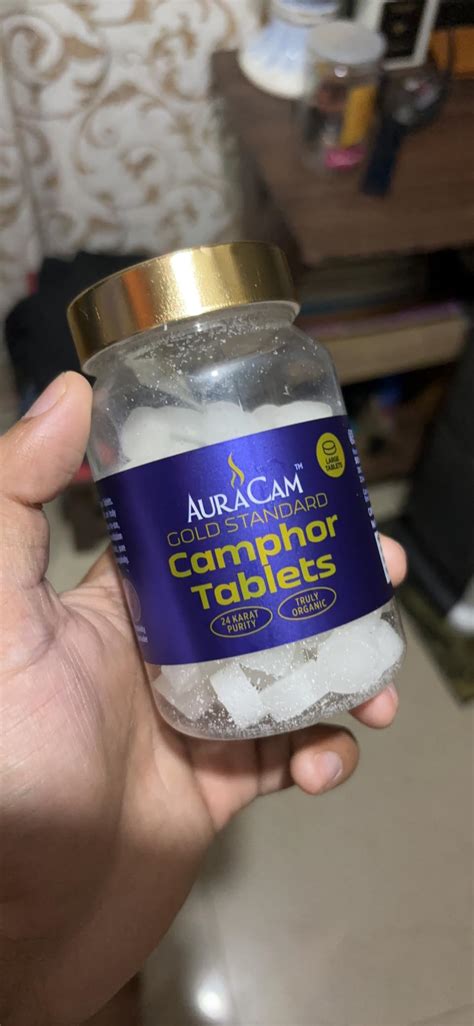 LARGE
TABLETS
AURACAM™
GOLD STANDARD
Camphor
Tablets
24 KARAT
PURITY
TRULY
ORGANIC